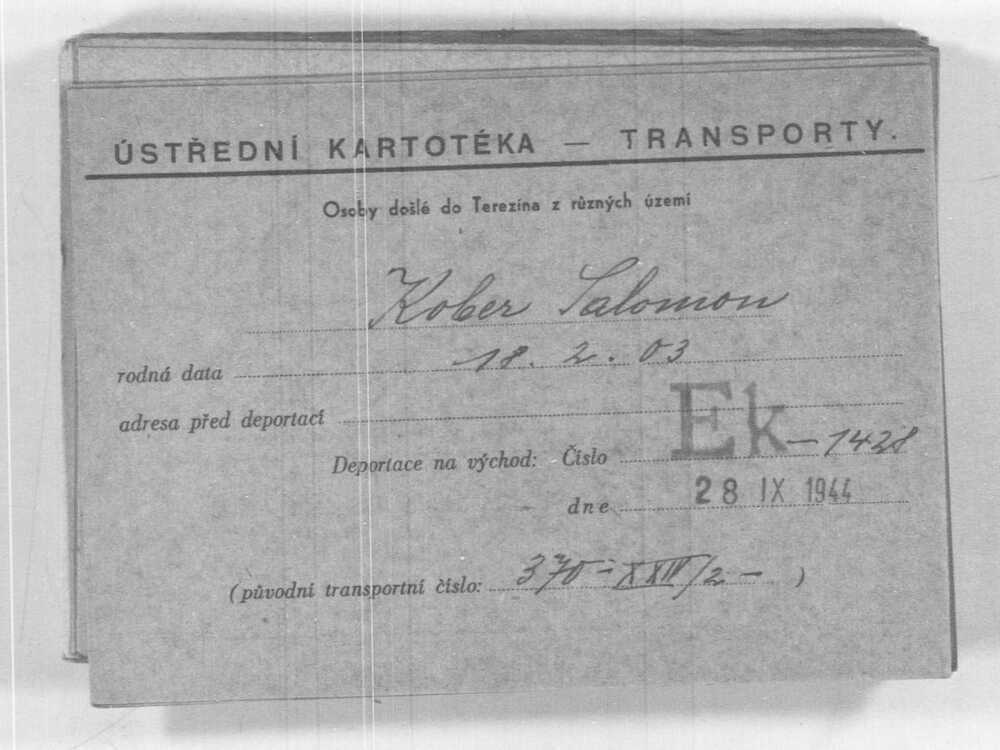 ÚSTŘEDNÍ KARTOTÉKA — TRANSPORTY.
Osoby došlé do Terezína z různých území
Kober Salomon
rodná data 18. 2. 03
adresa před deportací
Deportace na východ: Číslo Ek - 1428
dne 28 IX 1944
(původní transportní číslo: 370 - XXIV/2 - )